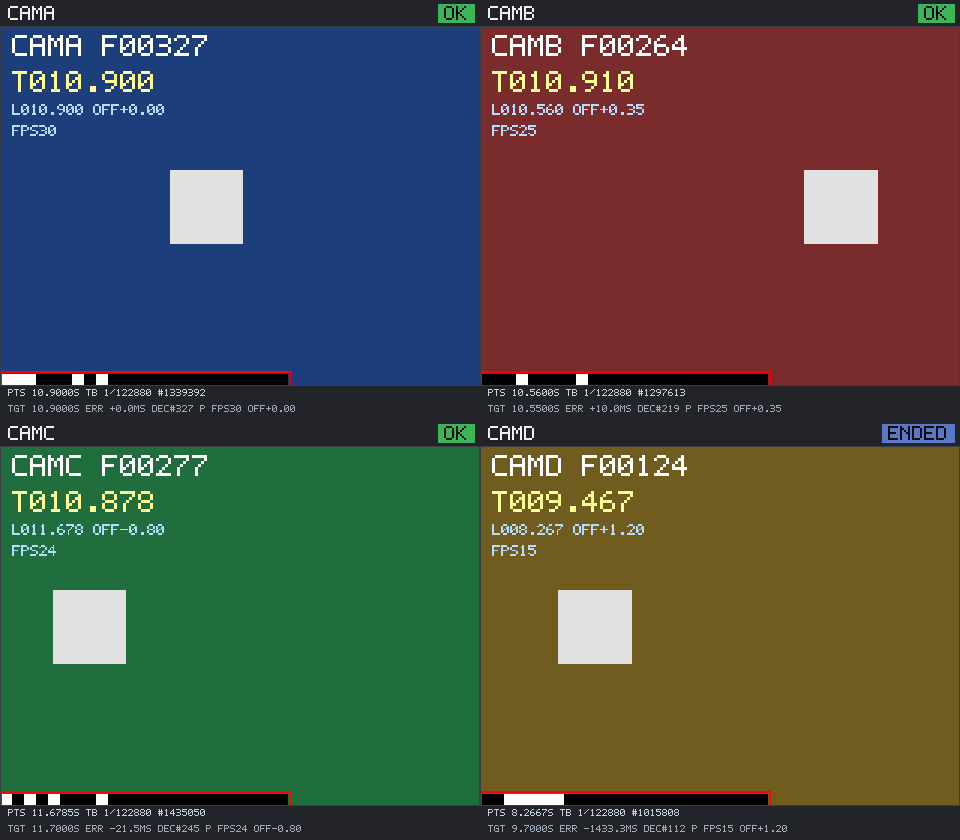 CAMA OK
CAMA F00327
T010.900
L010.900 OFF+0.00
FPS30
PTS 10.9000S TB 1/122880 #1339392
TGT 10.9000S ERR +0.0MS DEC#327 P FPS30 OFF+0.00
CAMB OK
CAMB F00264
T010.910
L010.560 OFF+0.35
FPS25
PTS 10.5600S TB 1/122880 #1297613
TGT 10.5500S ERR +10.0MS DEC#219 P FPS25 OFF+0.35
CAMC OK
CAMC F00277
T010.878
L011.678 OFF-0.80
FPS24
PTS 11.6785S TB 1/122880 #1435050
TGT 11.7000S ERR -21.5MS DEC#245 P FPS24 OFF-0.80
CAMD ENDED
CAMD F00124
T009.467
L008.267 OFF+1.20
FPS15
PTS 8.2667S TB 1/122880 #1015808
TGT 9.7000S ERR -1433.3MS DEC#112 P FPS15 OFF+1.20